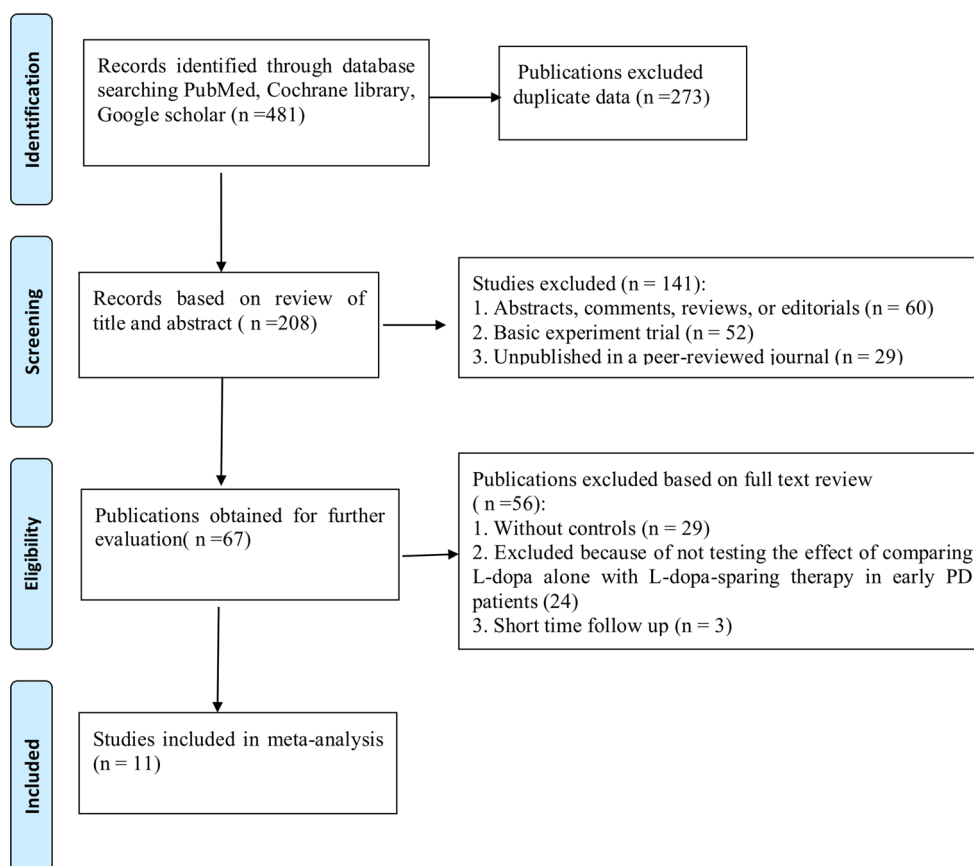 Identification
Records identified through database
searching PubMed, Cochrane library,
Google scholar (n =481)
Publications excluded
duplicate data (n =273)
Screening
Records based on review of
title and abstract ( n =208)
Studies excluded (n = 141):
1. Abstracts, comments, reviews, or editorials (n = 60)
2. Basic experiment trial (n = 52)
3. Unpublished in a peer-reviewed journal (n = 29)
Eligibility
Publications obtained for further
evaluation( n =67)
Publications excluded based on full text review
( n =56):
1. Without controls (n = 29)
2. Excluded because of not testing the effect of comparing
L-dopa alone with L-dopa-sparing therapy in early PD
patients (24)
3. Short time follow up (n = 3)
Included
Studies included in meta-analysis
(n = 11)